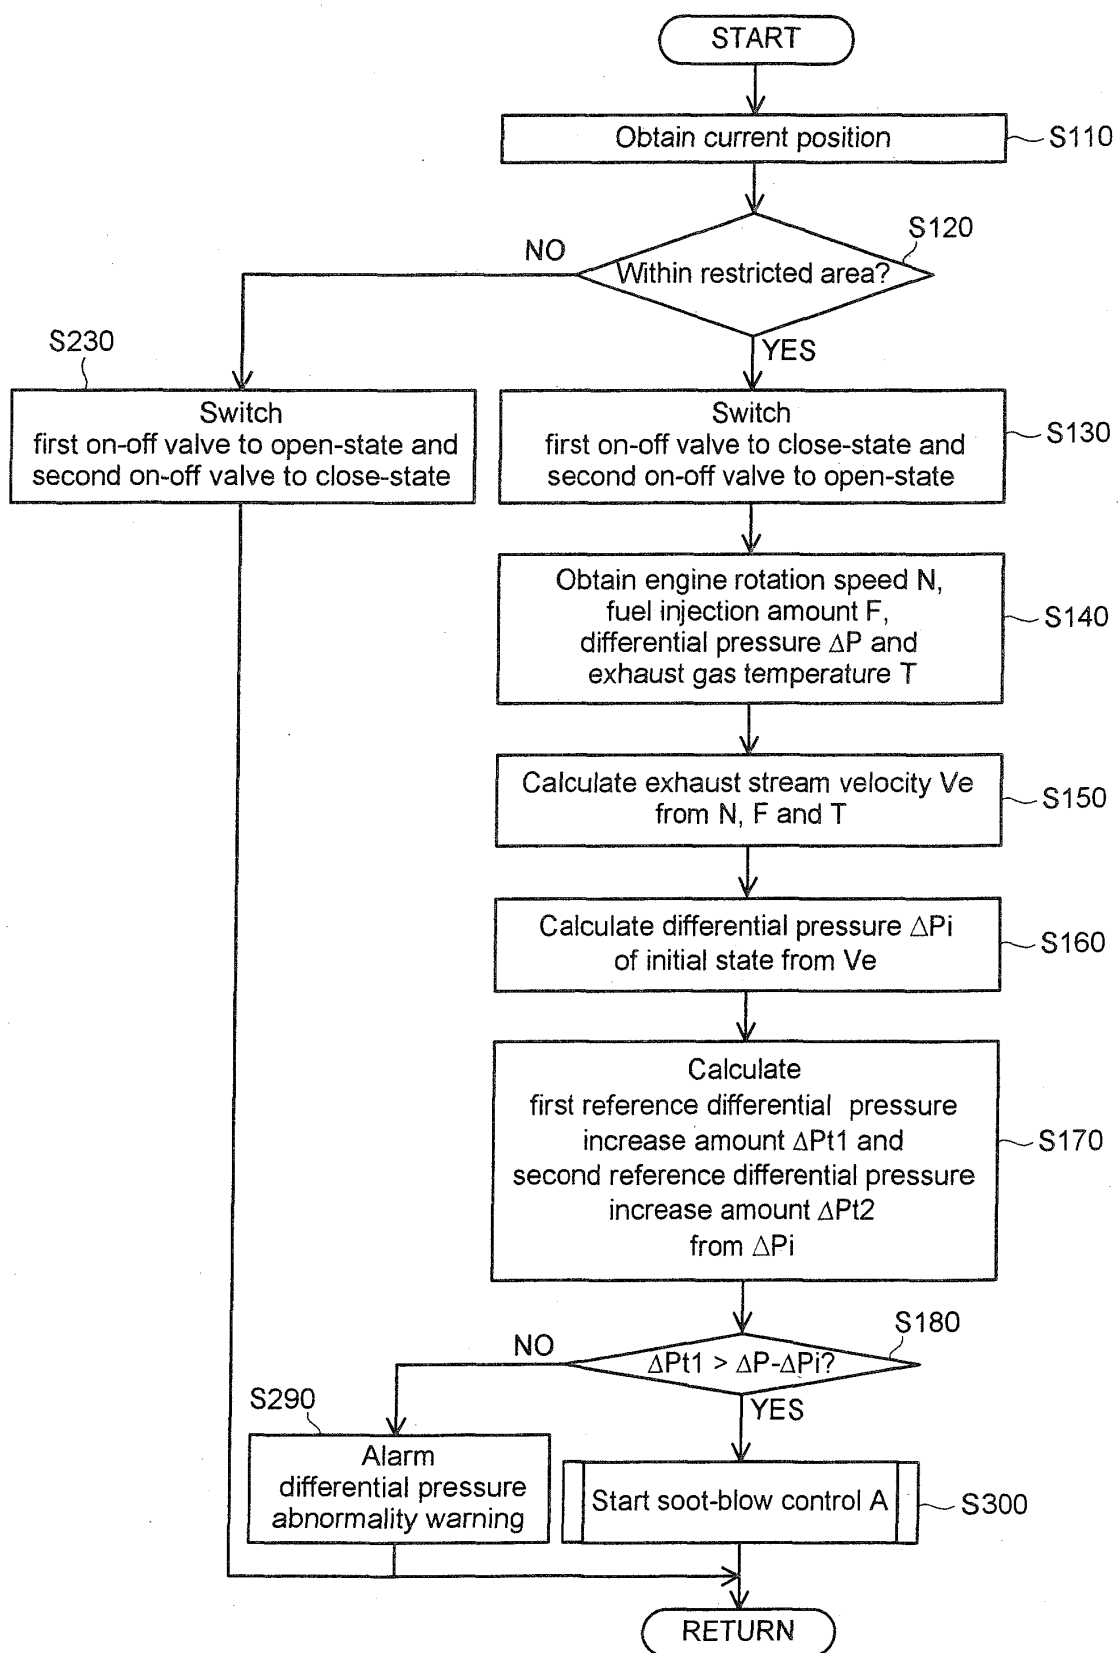 START
Obtain current position
S110
S120
NO
Within restricted area?
YES
S230
Switch
first on-off valve to open-state and
second on-off valve to close-state
Switch
first on-off valve to close-state and
second on-off valve to open-state
S130
Obtain engine rotation speed N,
fuel injection amount F,
differential pressure ΔP and
exhaust gas temperature T
S140
Calculate exhaust stream velocity Ve
from N, F and T
S150
Calculate differential pressure ΔPi
of initial state from Ve
S160
Calculate
first reference differential pressure
increase amount ΔPt1 and
second reference differential pressure
increase amount ΔPt2
from ΔPi
S170
S180
NO
ΔPt1 > ΔP-ΔPi?
YES
S290
Alarm
differential pressure
abnormality warning
Start soot-blow control A
S300
RETURN